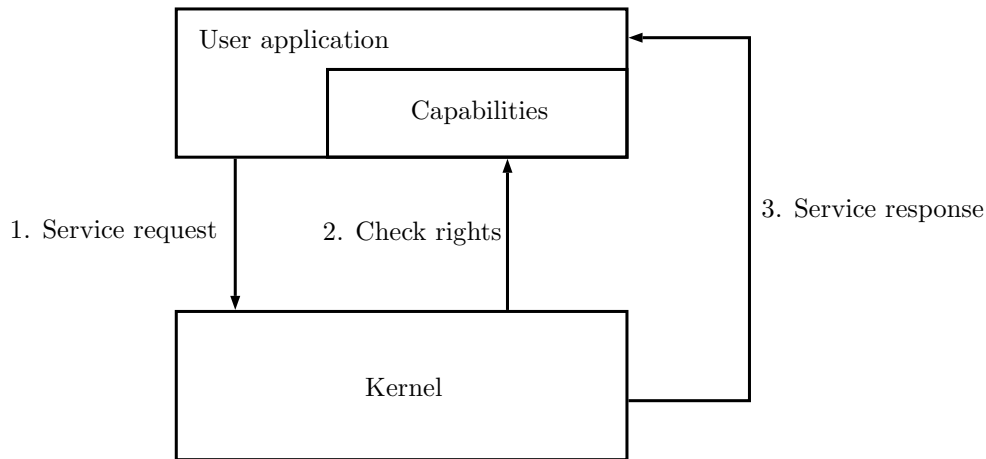 User application
Capabilities
1. Service request
2. Check rights
3. Service response
Kernel